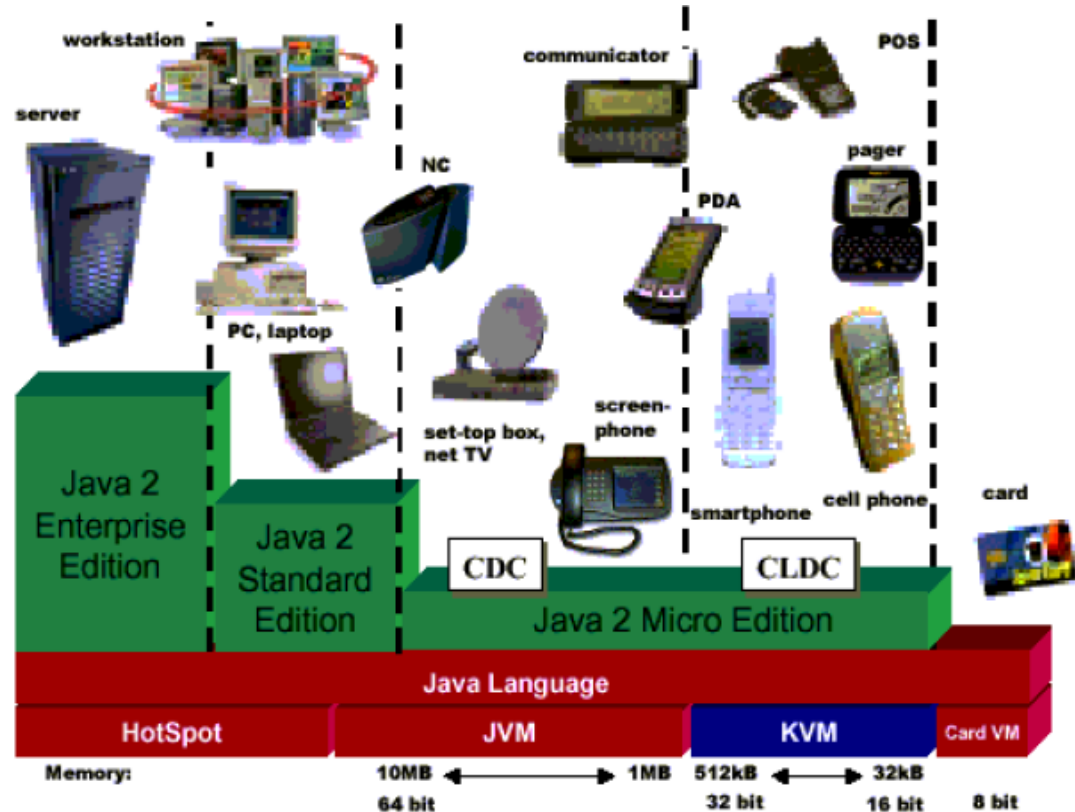 workstation
server
communicator
POS
NC
pager
PDA
PC, laptop
set-top box,
net TV
screen-
phone
smartphone
cell phone
card
Java 2
Enterprise
Edition
Java 2
Standard
Edition
CDC
CLDC
Java 2 Micro Edition
Java Language
HotSpot
JVM
KVM
Card VM
Memory:
10MB
1MB
512kB
32kB
64 bit
32 bit
16 bit
8 bit